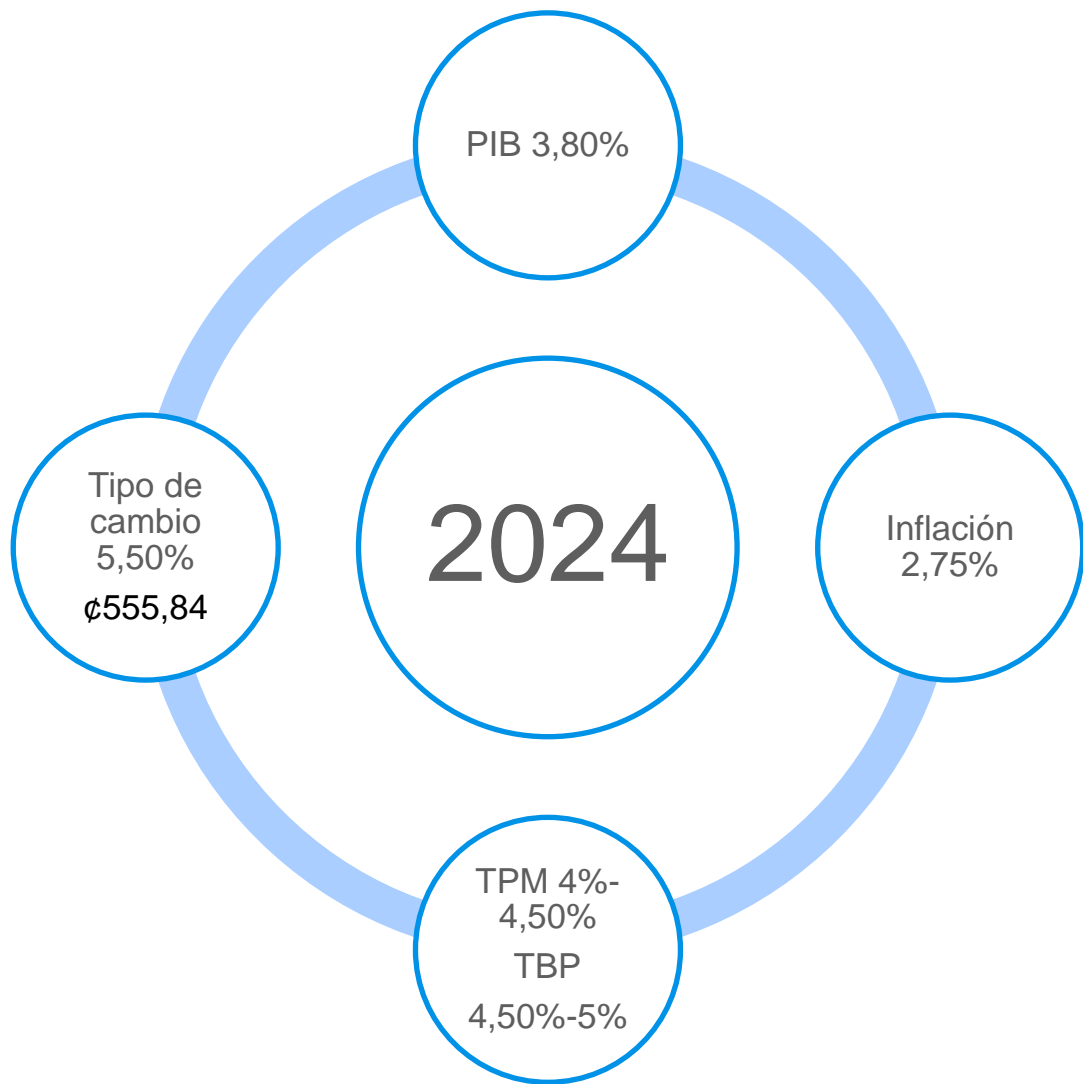 PIB 3,80%
Tipo de
cambio
5,50%
¢555,84
2024
Inflación
2,75%
TPM 4%-
4,50%
TBP
4,50%-5%